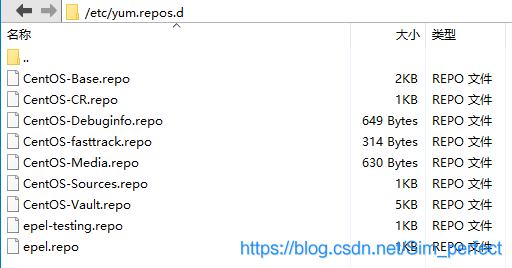 /etc/yum.repos.d
名称 大小 类型
..
CentOS-Base.repo 2KB REPO 文件
CentOS-CR.repo 1KB REPO 文件
CentOS-Debuginfo.repo 649 Bytes REPO 文件
CentOS-fasttrack.repo 314 Bytes REPO 文件
CentOS-Media.repo 630 Bytes REPO 文件
CentOS-Sources.repo 1KB REPO 文件
CentOS-Vault.repo 5KB REPO 文件
epel-testing.repo 1KB REPO 文件
epel.repo 1KB REPO 文件
https://blog.csdn.net/Sim_perfect